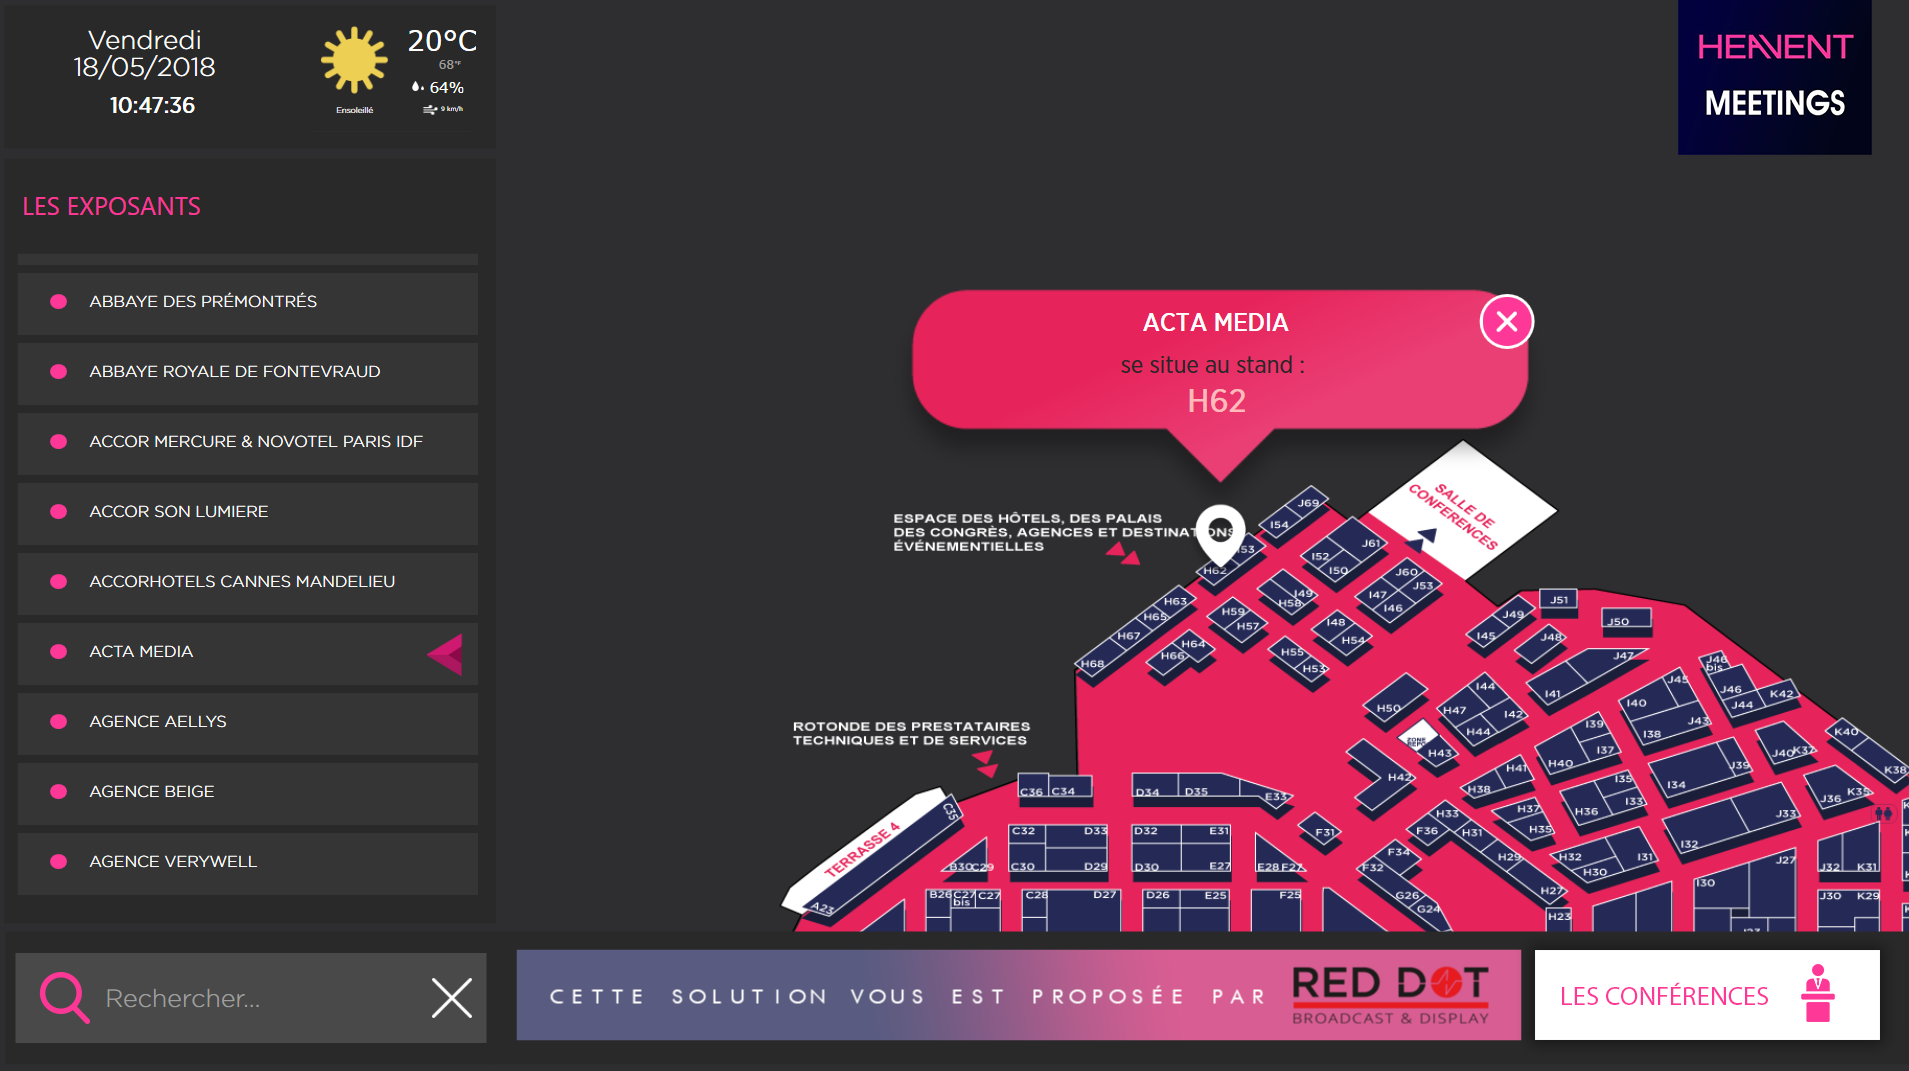 Vendredi
18/05/2018
10:47:36
Ensoleillé
20°C
68°F
64%
9 km/h
HEAVENT
MEETINGS
LES EXPOSANTS
ABBAYE DES PRÉMONTRÉS
ABBAYE ROYALE DE FONTEVRAUD
ACCOR MERCURE & NOVOTEL PARIS IDF
ACCOR SON LUMIERE
ACCORHOTELS CANNES MANDELIEU
ACTA MEDIA
AGENCE AELLYS
AGENCE BEIGE
AGENCE VERYWELL
ACTA MEDIA
se situe au stand :
H62
SALLE DE
CONFERENCES
ESPACE DES HÔTELS, DES PALAIS
DES CONGRÈS, AGENCES ET DESTINATIONS
ÉVÉNEMENTIELLES
J69
I54
I53
H62
J61
I52
I50
J60
J53
I47
I46
I49
H58
H63
H65
H67
H68
H59
H57
H64
H66
I48
H54
H55
H53
J51
J50
J49
I45
J48
J47
I41
J46
bis
J46
J44
K42
J45
I40
J43
I38
H50
I44
H47
I42
H44
ZONE
H43
I39
I37
H40
K40
K38
J40
K37
ROTONDE DES PRESTATAIRES
TECHNIQUES ET DE SERVICES
H42
H41
H38
I35
I33
H36
J39
I34
J36
K35
C36
C34
D34
D35
E33
C35
TERRASSE 4
A23
F31
H33
F36
H31
H37
H35
J33
I32
C32
D33
D32
E31
B30
C29
C30
D29
D30
E27
E28
F27
F34
F32
H29
H32
I31
H30
J27
J32
K31
B26
C27
bis
C27
C28
D27
D26
E25
F25
G26
G24
H27
H23
I30
J30
K29
Rechercher...
CETTE SOLUTION VOUS EST PROPOSÉE PAR
RED DOT
BROADCAST & DISPLAY
LES CONFÉRENCES